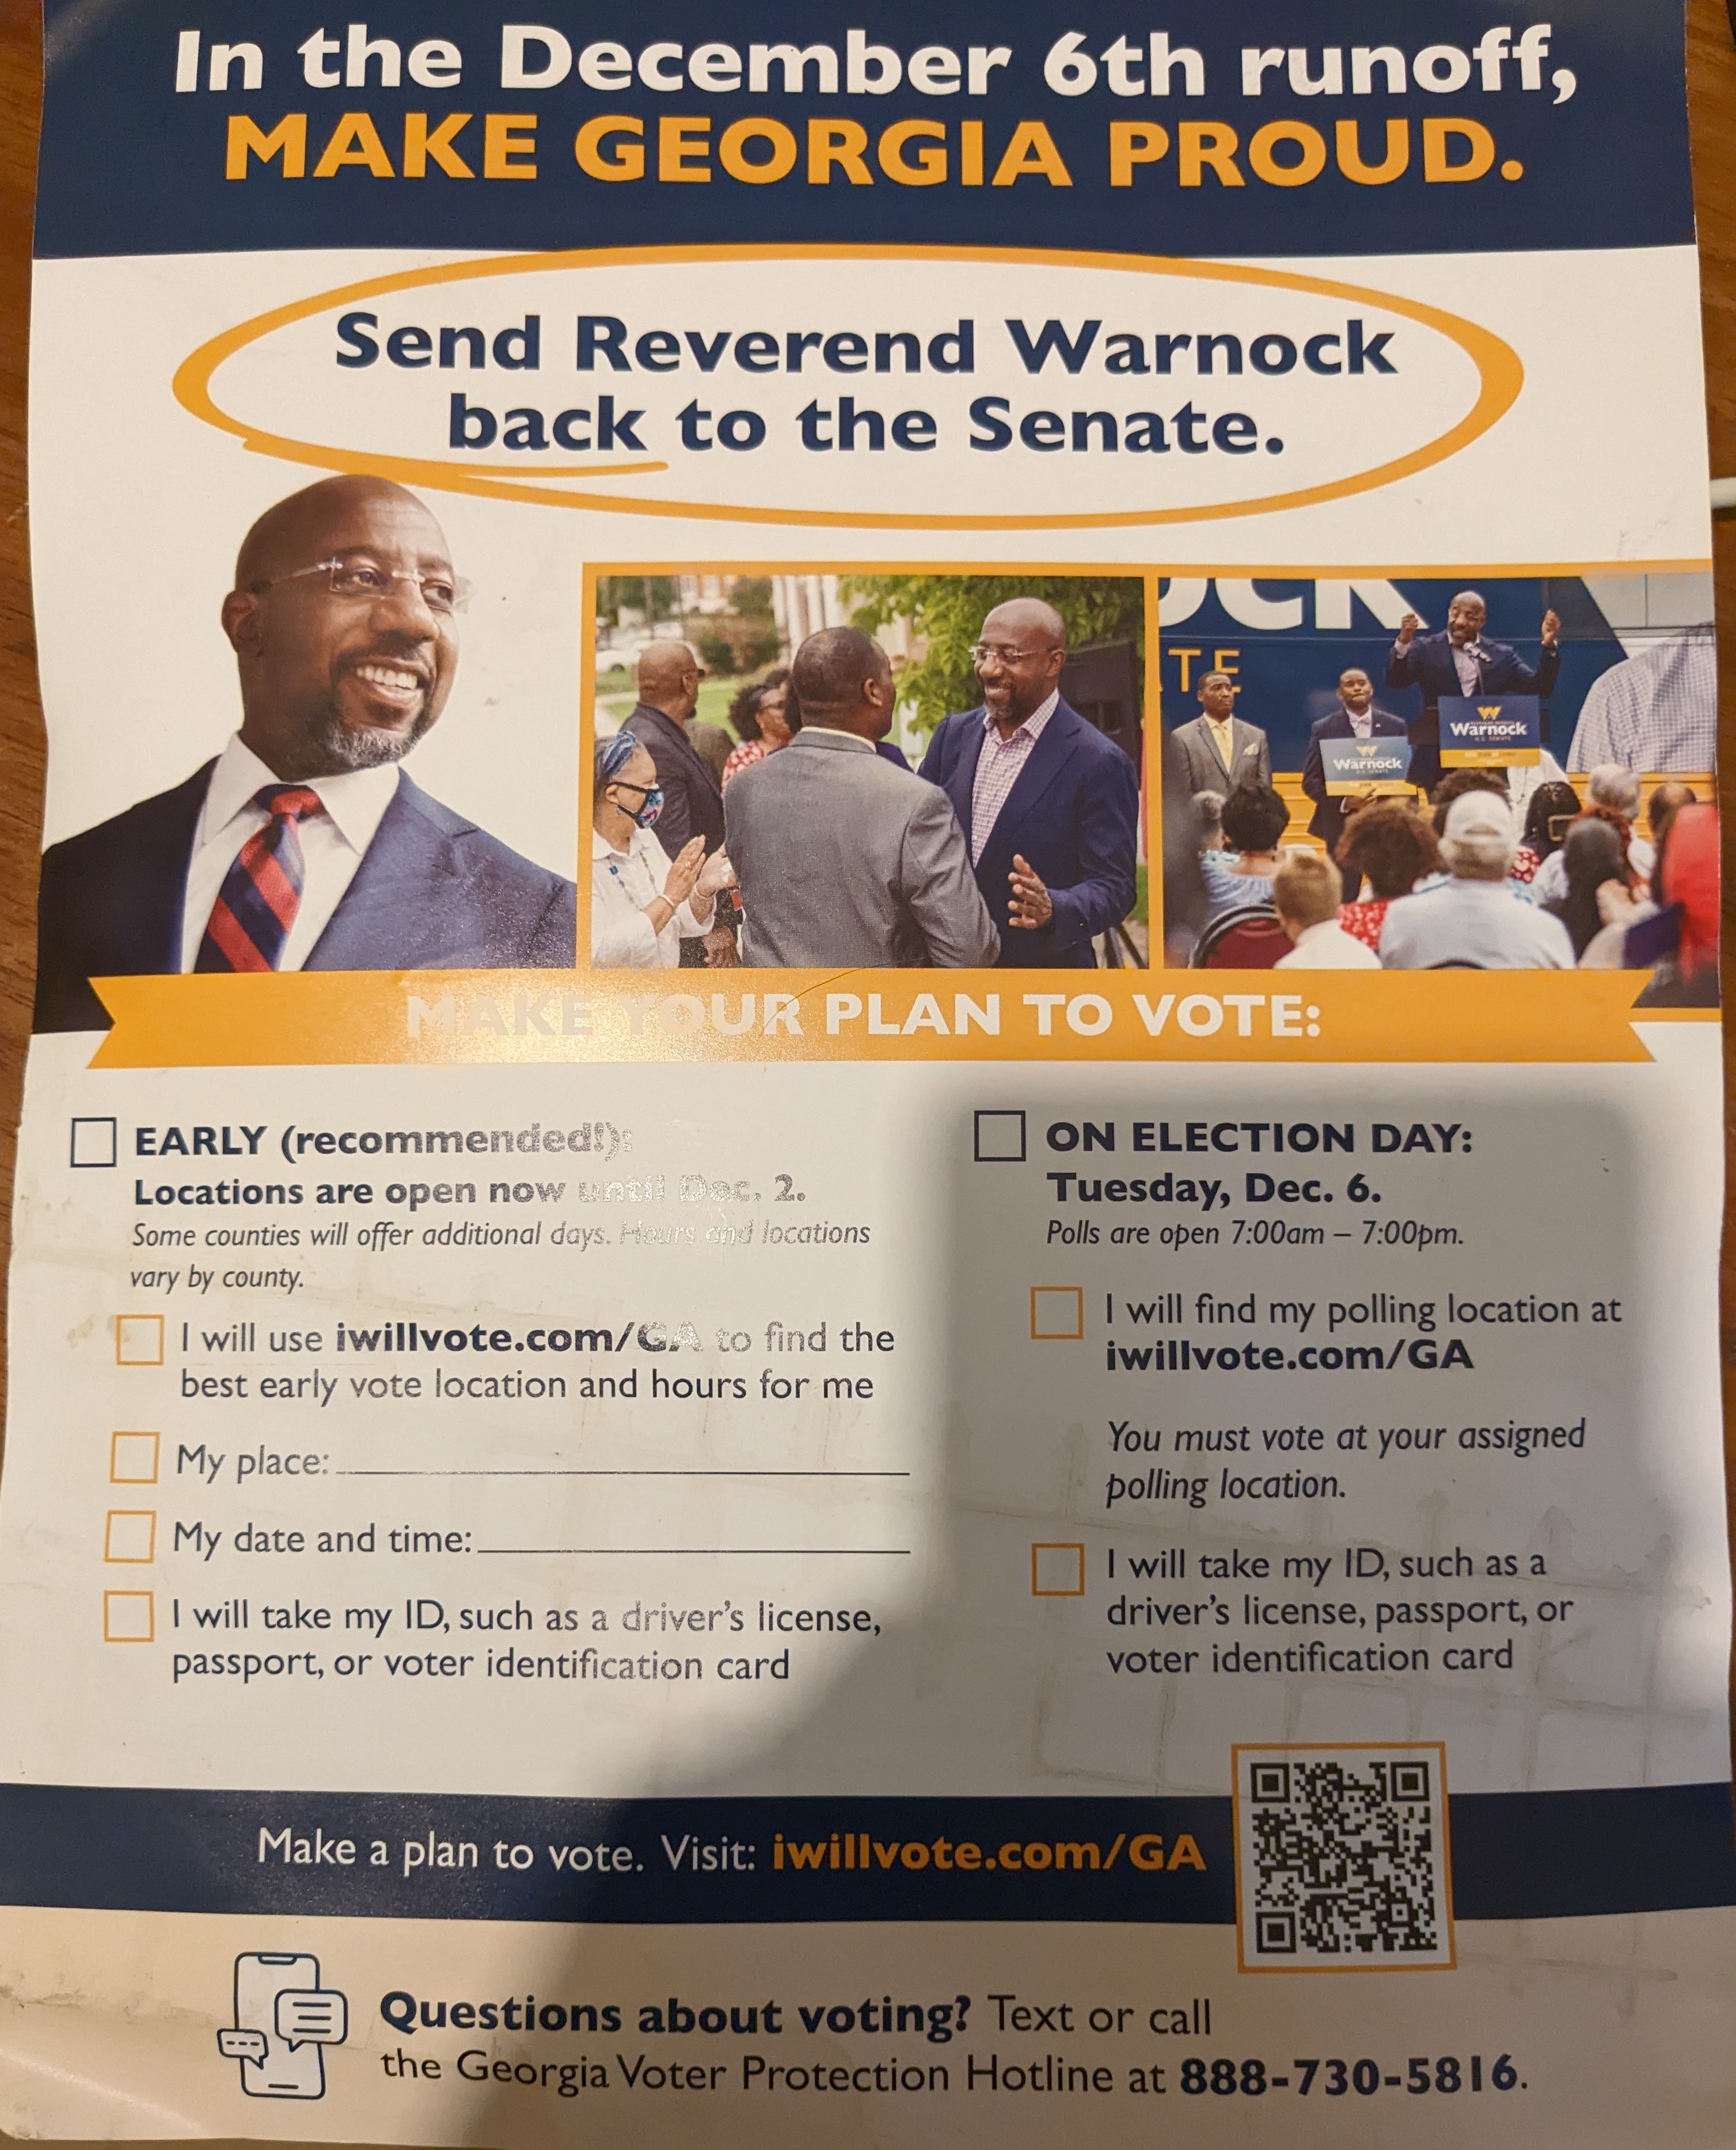 In the December 6th runoff,
MAKE GEORGIA PROUD.
Send Reverend Warnock
back to the Senate.
OCK
ATE
Warnock
U.S. SENATE
Warnock
U.S. SENATE
MAKE YOUR PLAN TO VOTE:
EARLY (recommended!):
Locations are open now until Dec. 2.
Some counties will offer additional days. Hours and locations
vary by county.
I will use iwillvote.com/GA to find the
best early vote location and hours for me
My place:
My date and time:
I will take my ID, such as a driver's license,
passport, or voter identification card
ON ELECTION DAY:
Tuesday, Dec. 6.
Polls are open 7:00am – 7:00pm.
I will find my polling location at
iwillvote.com/GA
You must vote at your assigned
polling location.
I will take my ID, such as a
driver's license, passport, or
voter identification card
Make a plan to vote. Visit: iwillvote.com/GA
Questions about voting? Text or call
the Georgia Voter Protection Hotline at 888-730-5816.